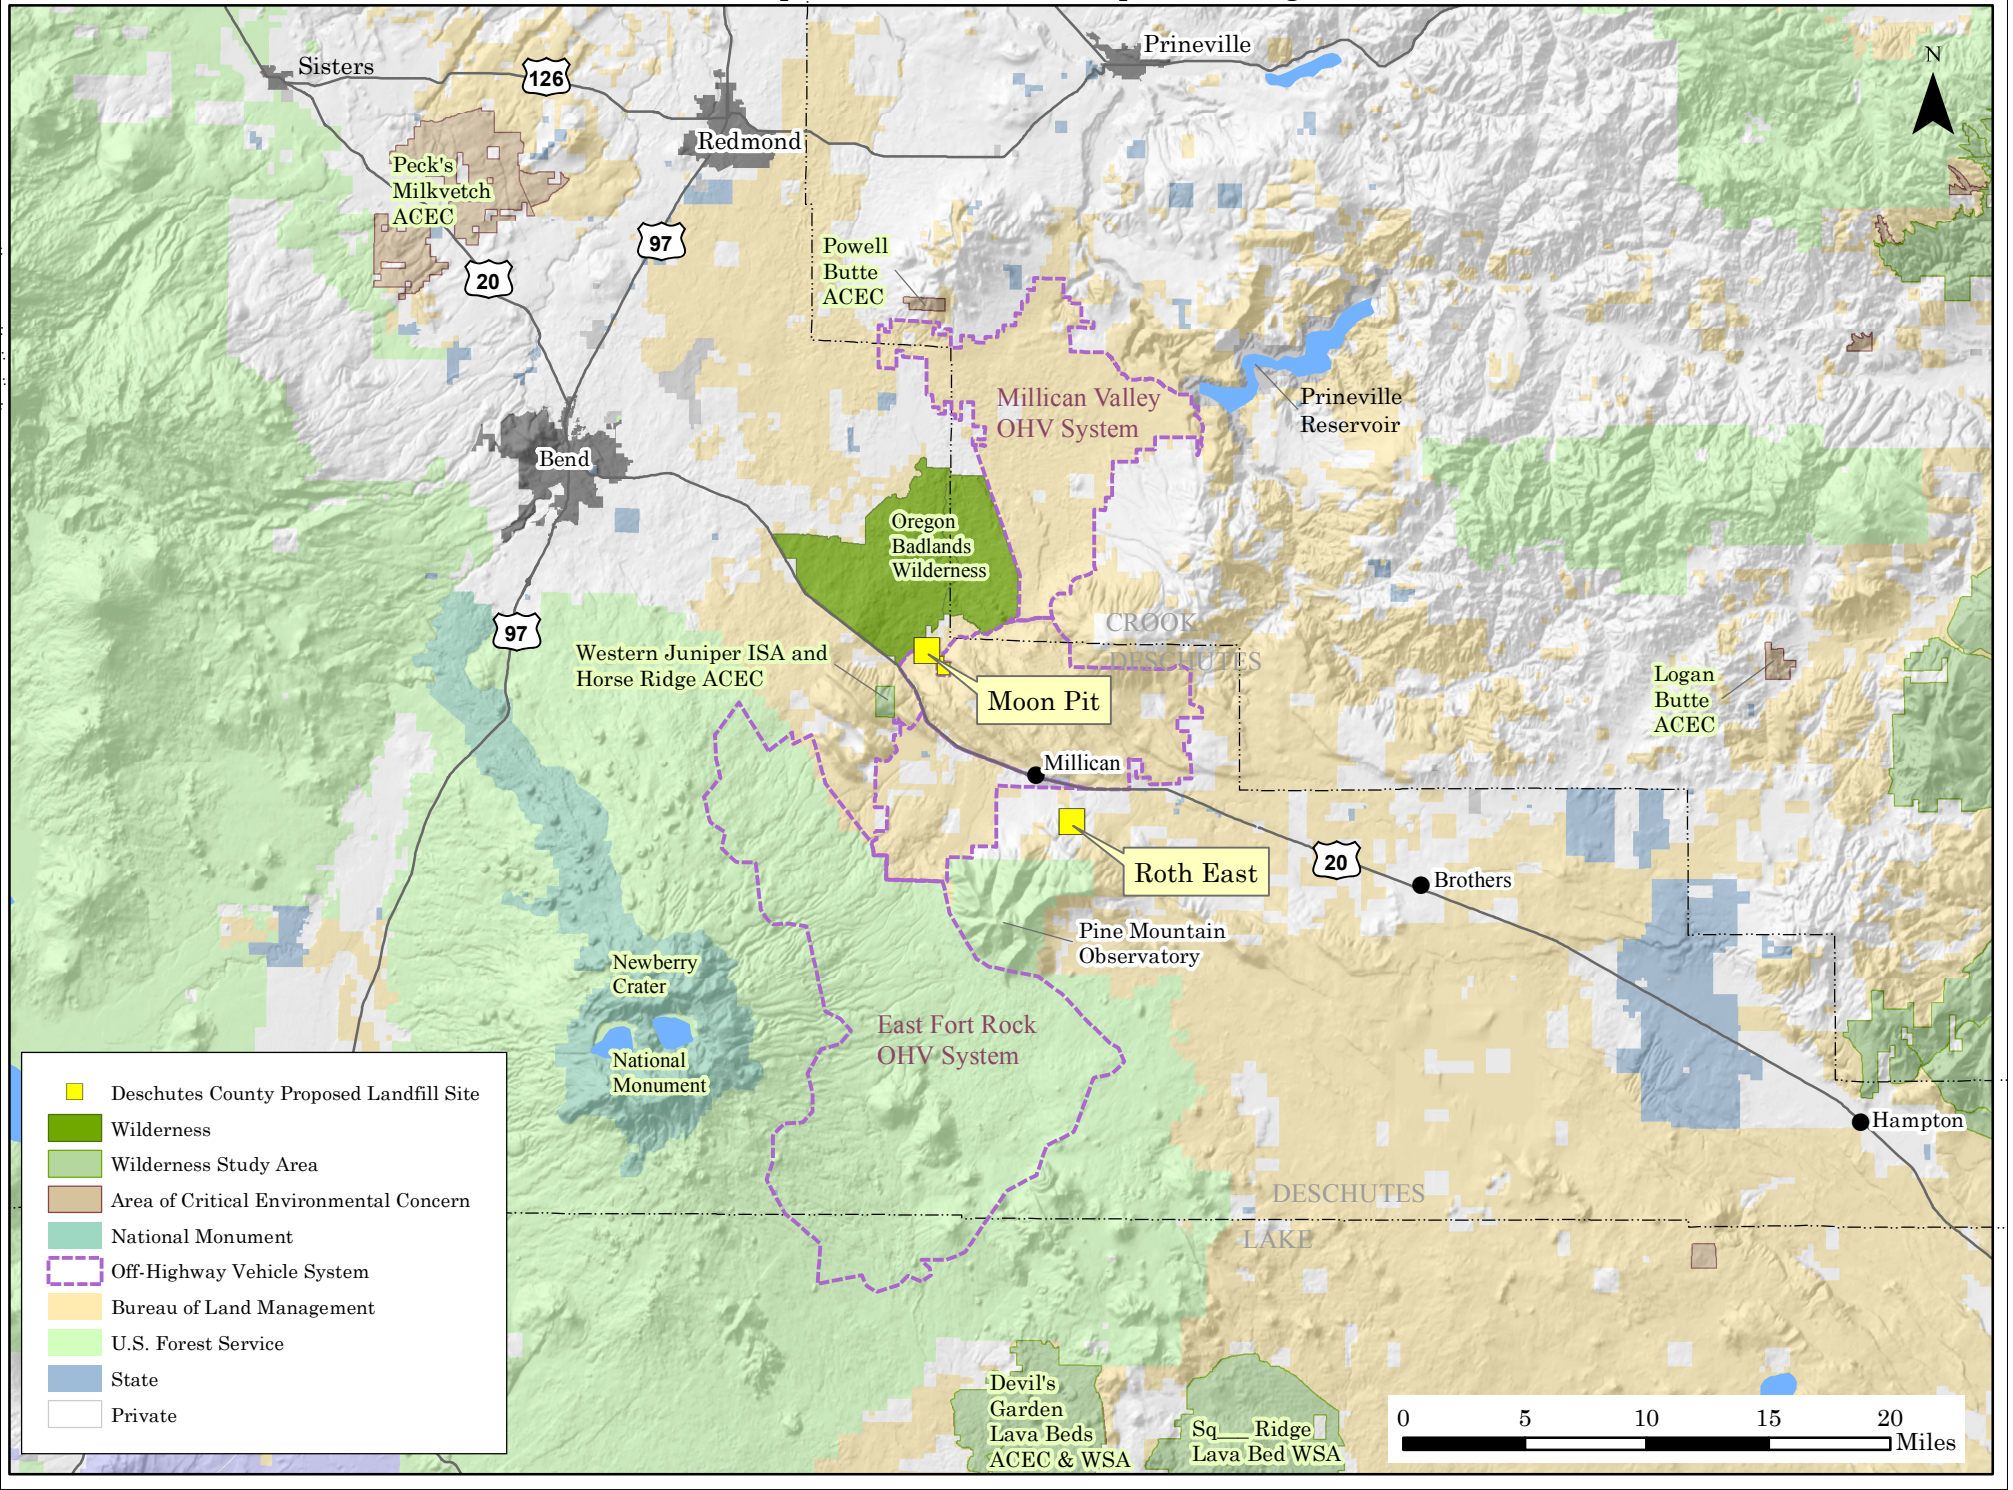 Sisters
126
Prineville
N
Redmond
Peck's
Milkvetch
ACEC
97
20
Powell
Butte
ACEC
Millican Valley
OHV System
Prineville
Reservoir
Bend
Oregon
Badlands
Wilderness
97
CROOK
DESCHUTES
Western Juniper ISA and
Horse Ridge ACEC
Moon Pit
Logan
Butte
ACEC
Millican
Roth East
20
Brothers
Pine Mountain
Observatory
Newberry
Crater
National
Monument
East Fort Rock
OHV System
Hampton
DESCHUTES
LAKE
Deschutes County Proposed Landfill Site
Wilderness
Wilderness Study Area
Area of Critical Environmental Concern
National Monument
Off-Highway Vehicle System
Bureau of Land Management
U.S. Forest Service
State
Private
Devil's
Garden
Lava Beds
ACEC & WSA
Sq___ Ridge
Lava Bed WSA
0 5 10 15 20
Miles